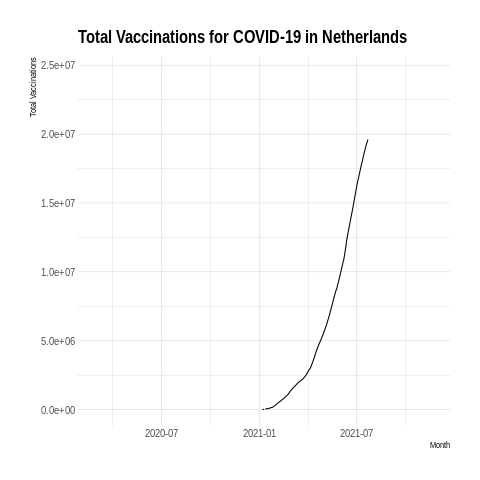 Total Vaccinations for COVID-19 in Netherlands
Total Vaccinations
2.5e+07
2.0e+07
1.5e+07
1.0e+07
5.0e+06
0.0e+00
2020-07 2021-01 2021-07
Month